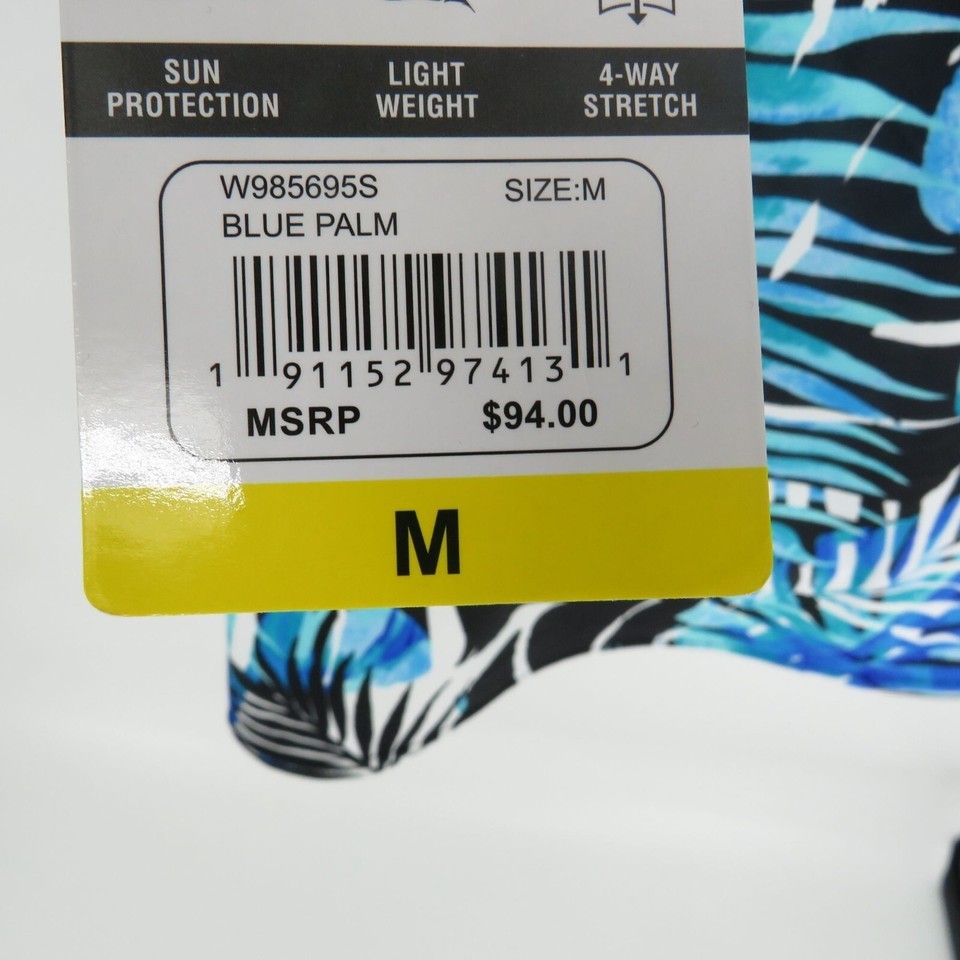 SUN PROTECTION
LIGHT WEIGHT
4-WAY STRETCH
W985695S SIZE:M
BLUE PALM
1 91152 97413 1
MSRP $94.00
M